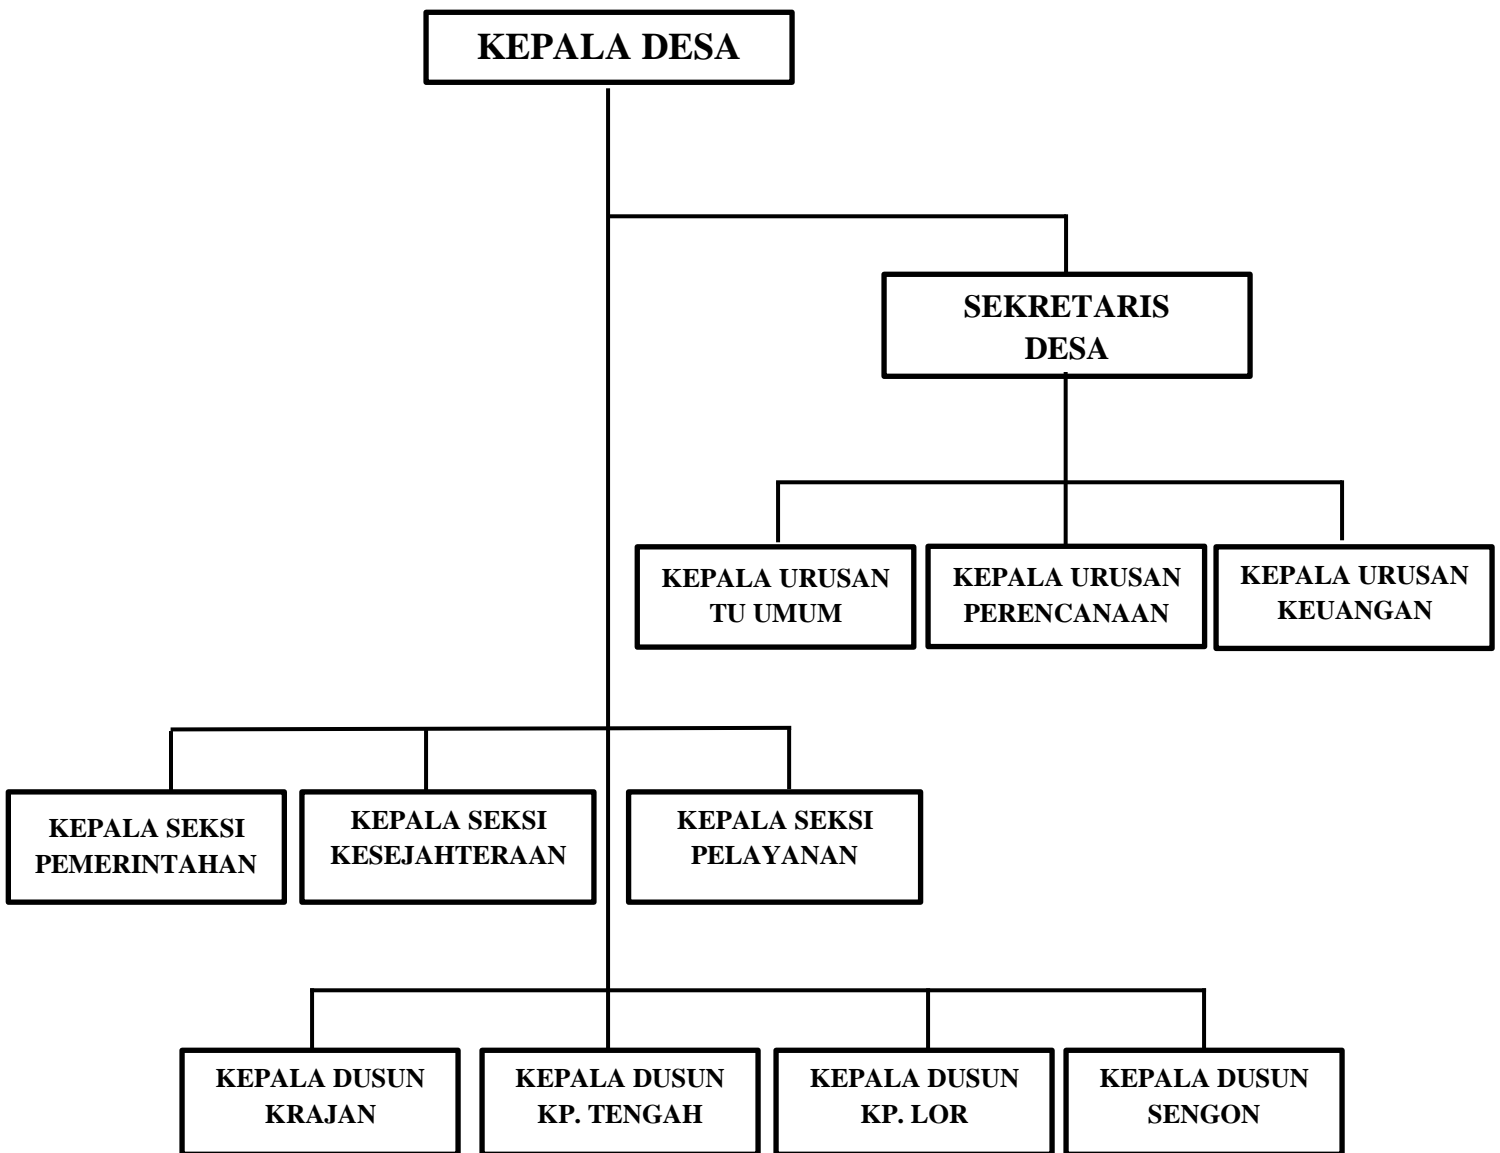 KEPALA DESA
SEKRETARIS
DESA
KEPALA URUSAN
TU UMUM
KEPALA URUSAN
PERENCANAAN
KEPALA URUSAN
KEUANGAN
KEPALA SEKSI
PEMERINTAHAN
KEPALA SEKSI
KESEJAHTERAAN
KEPALA SEKSI
PELAYANAN
KEPALA DUSUN
KRAJAN
KEPALA DUSUN
KP. TENGAH
KEPALA DUSUN
KP. LOR
KEPALA DUSUN
SENGON